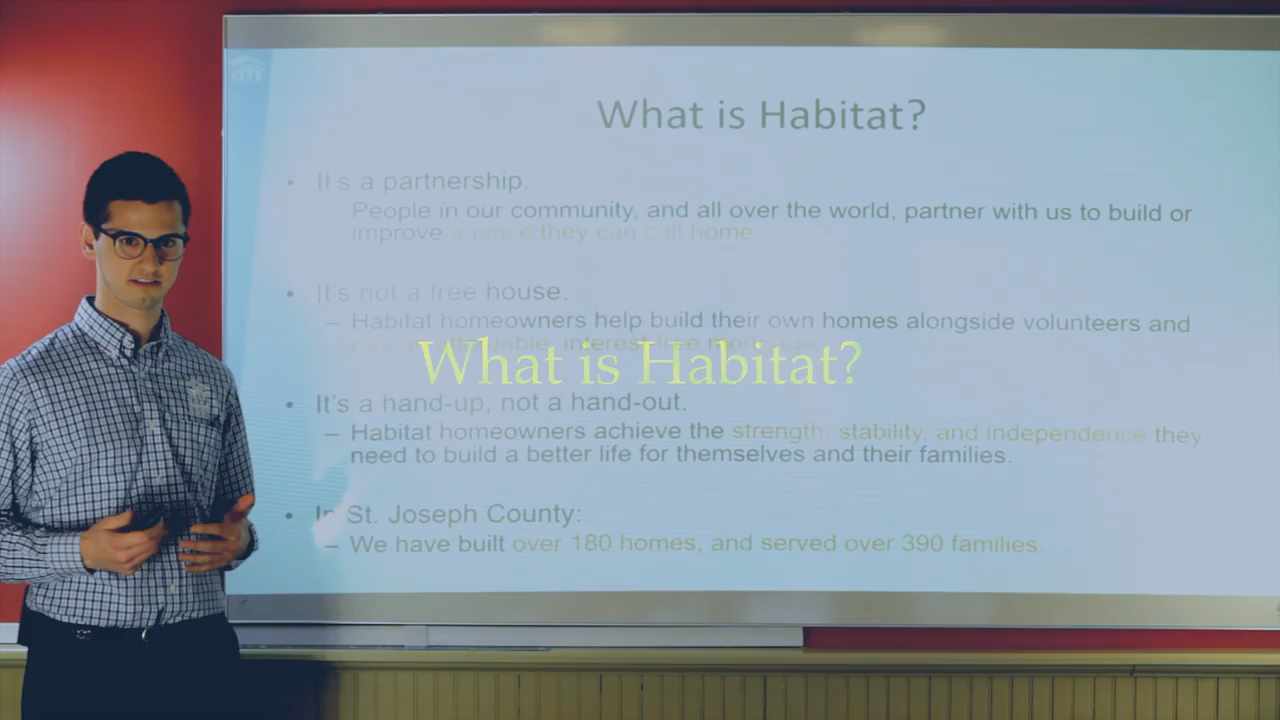 What is Habitat?
• It's a partnership.
– People in our community, and all over the world, partner with us to build or
improve a place they can call home
• It's not a free house.
– Habitat homeowners help build their own homes alongside volunteers and
interest-free
What is Habitat?
• It's a hand-up, not a hand-out.
– Habitat homeowners achieve the strength, stability, and independence they
need to build a better life for themselves and their families.
• In St. Joseph County:
– We have built over 180 homes, and served over 390 families.